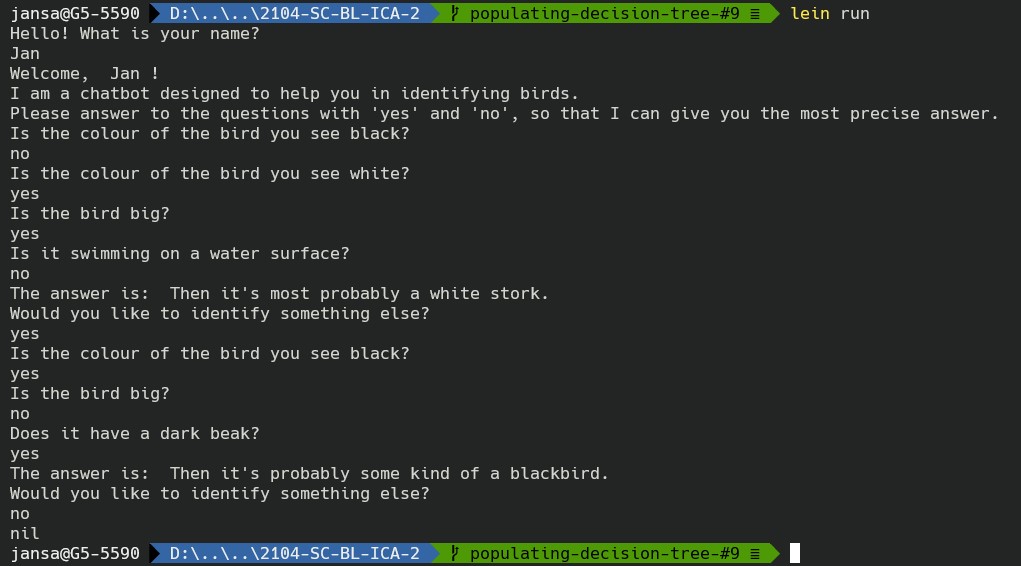 jansa@G5-5590 D:\..\..\2104-SC-BL-ICA-2 populating-decision-tree-#9 ≡ lein run
Hello! What is your name?
Jan
Welcome,  Jan !
I am a chatbot designed to help you in identifying birds.
Please answer to the questions with 'yes' and 'no', so that I can give you the most precise answer.
Is the colour of the bird you see black?
no
Is the colour of the bird you see white?
yes
Is the bird big?
yes
Is it swimming on a water surface?
no
The answer is:  Then it's most probably a white stork.
Would you like to identify something else?
yes
Is the colour of the bird you see black?
yes
Is the bird big?
no
Does it have a dark beak?
yes
The answer is:  Then it's probably some kind of a blackbird.
Would you like to identify something else?
no
nil
jansa@G5-5590 D:\..\..\2104-SC-BL-ICA-2 populating-decision-tree-#9 ≡